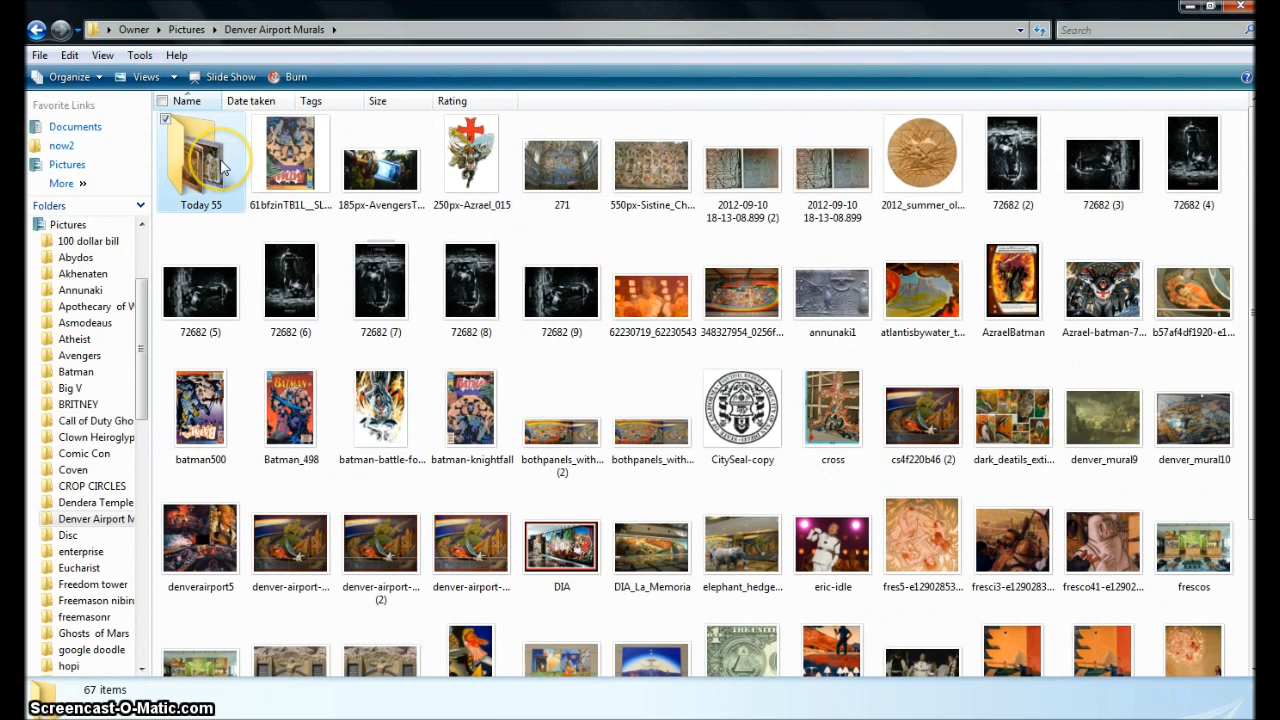 Owner Pictures Denver Airport Murals Search
File Edit View Tools Help
Organize Views Slide Show Burn
Favorite Links
Documents
now2
Pictures
More »
Folders
Pictures
100 dollar bill
Abydos
Akhenaten
Annunaki
Apothecary of W
Asmodeus
Atheist
Avengers
Batman
Big V
BRITNEY
Call of Duty Gho
Clown Heiroglyp
Comic Con
Coven
CROP CIRCLES
Dendera Temple
Denver Airport M
Disc
enterprise
Eucharist
Freedom tower
Freemason nibiru
freemasonr
Ghosts of Mars
google doodle
hopi
Name Date taken Tags Size Rating
Today 55 61bfzinTB1L__SL... 185px-AvengersT... 250px-Azrael_015 271 550px-Sistine_Ch... 2012-09-10 18-13-08.899 (2) 2012-09-10 18-13-08.899 2012_summer_ol... 72682 (2) 72682 (3) 72682 (4)
72682 (5) 72682 (6) 72682 (7) 72682 (8) 72682 (9) 62230719_62230543 348327954_0256f... annunaki1 atlantisbywater_t... AzraelBatman Azrael-batman-7... b57af4df1920-e1...
batman500 Batman_498 batman-battle-fo... batman-knightfall bothpanels_with... (2) bothpanels_with... CitySeal-copy cross cs4f220b46 (2) dark_deatils_exti... denver_mural9 denver_mural10
denverairport5 denver-airport-... denver-airport-... (2) denver-airport-... DIA DIA_La_Memoria elephant_hedge... eric-idle fres5-e12902853... fresci3-e1290283... fresco41-e12902... frescos
67 items
Screencast-O-Matic.com